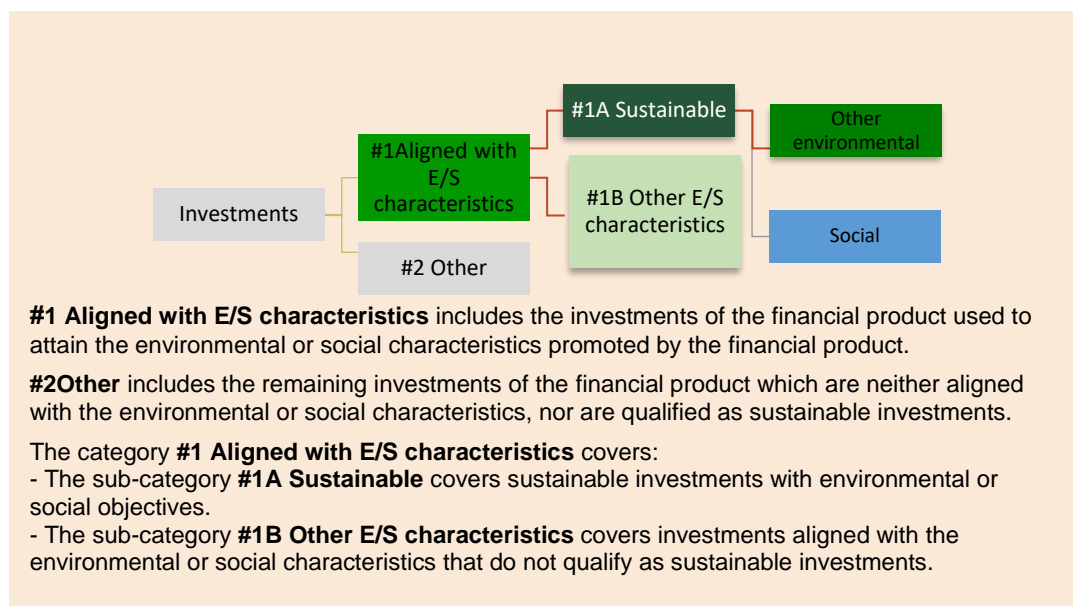 #1A Sustainable
Other
environmental
#1Aligned with
E/S
characteristics
#1B Other E/S
characteristics
Investments
Social
#2 Other
#1 Aligned with E/S characteristics includes the investments of the financial product used to
attain the environmental or social characteristics promoted by the financial product.
#2Other includes the remaining investments of the financial product which are neither aligned
with the environmental or social characteristics, nor are qualified as sustainable investments.
The category #1 Aligned with E/S characteristics covers:
- The sub-category #1A Sustainable covers sustainable investments with environmental or
social objectives.
- The sub-category #1B Other E/S characteristics covers investments aligned with the
environmental or social characteristics that do not qualify as sustainable investments.